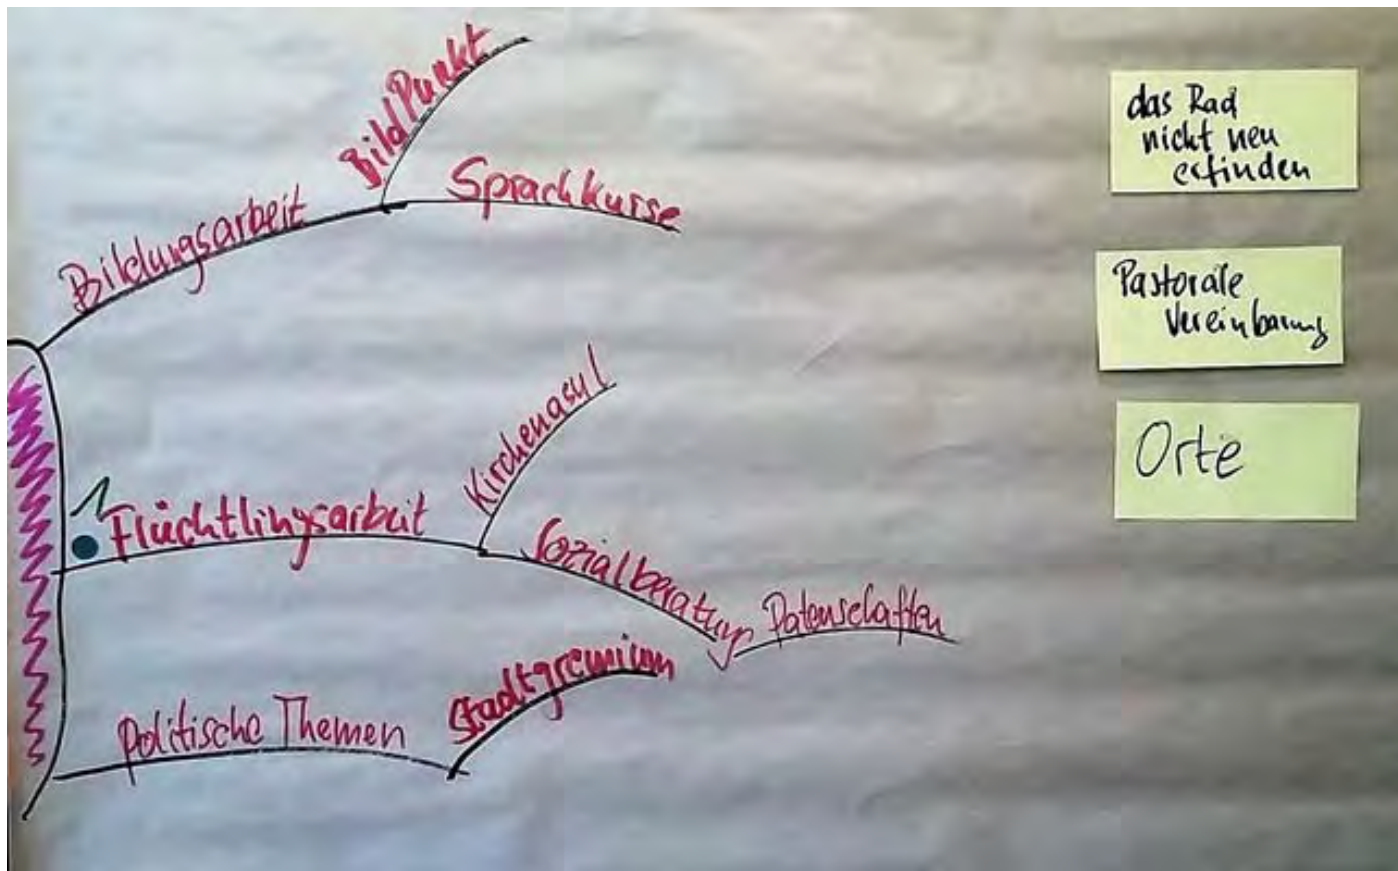 BildPunkt
Sprachkurse
Bildungsarbeit
Kirchenasyl
1
Flüchtlingsarbeit
Sozialberatung
Patenschaften
Stadtgremium
Politische Themen
das Rad
nicht neu
erfinden
Pastorale
Vereinbarung
Orte